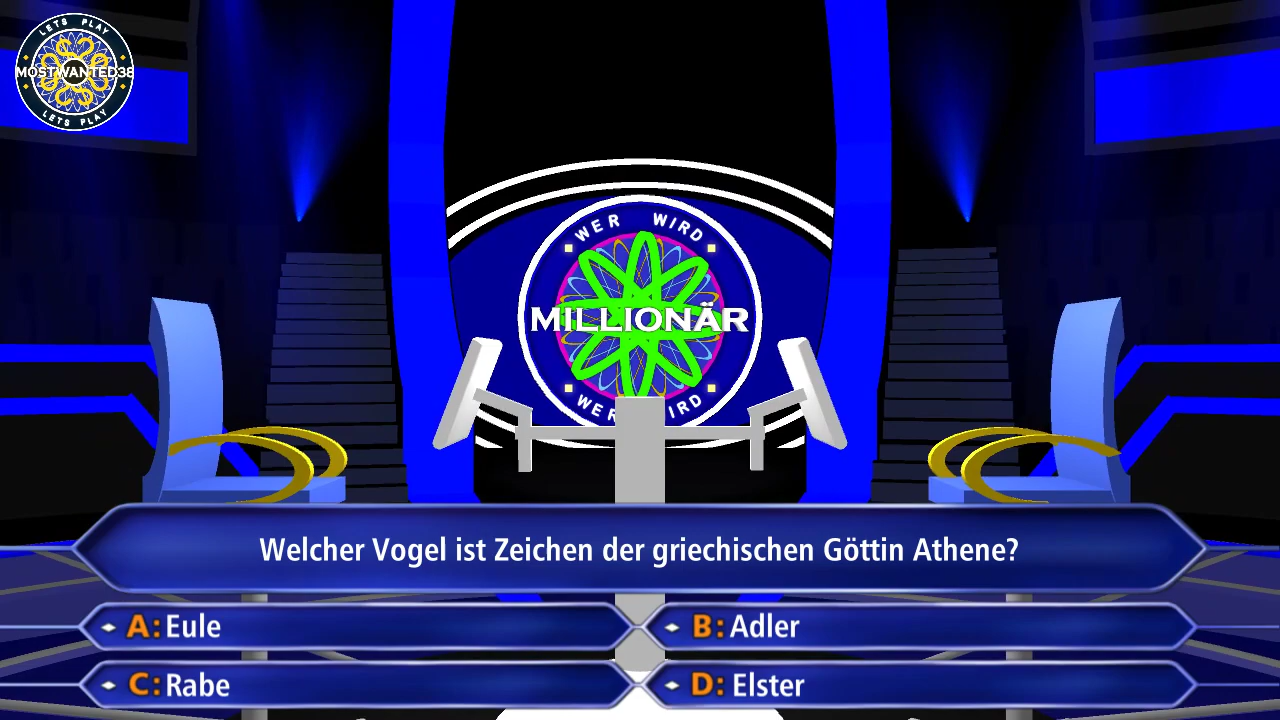 LETS PLAY
MOSTWANTED38
LETS PLAY
WER WIRD
MILLIONÄR
WER IRD
Welcher Vogel ist Zeichen der griechischen Göttin Athene?
A: Eule
B: Adler
C: Rabe
D: Elster